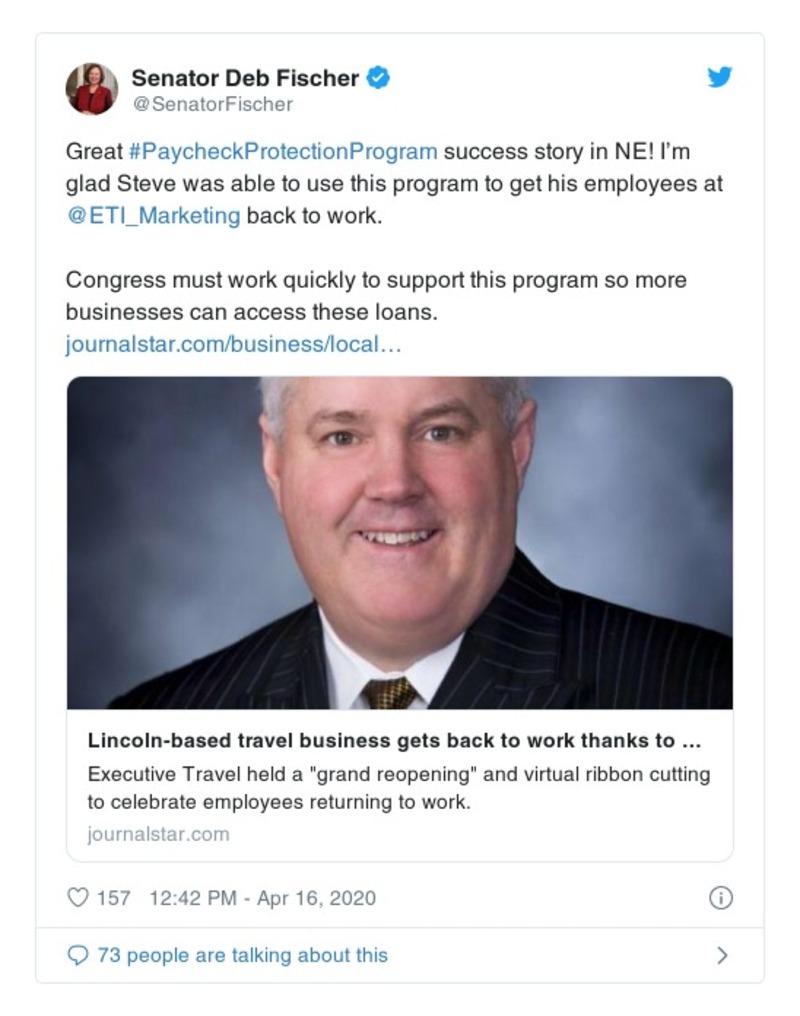 Senator Deb Fischer
@SenatorFischer
Great #PaycheckProtectionProgram success story in NE! I’m
glad Steve was able to use this program to get his employees at
@ETI_Marketing back to work.
Congress must work quickly to support this program so more
businesses can access these loans.
journalstar.com/business/local…
Lincoln-based travel business gets back to work thanks to ...
Executive Travel held a "grand reopening" and virtual ribbon cutting
to celebrate employees returning to work.
journalstar.com
157 12:42 PM - Apr 16, 2020
73 people are talking about this